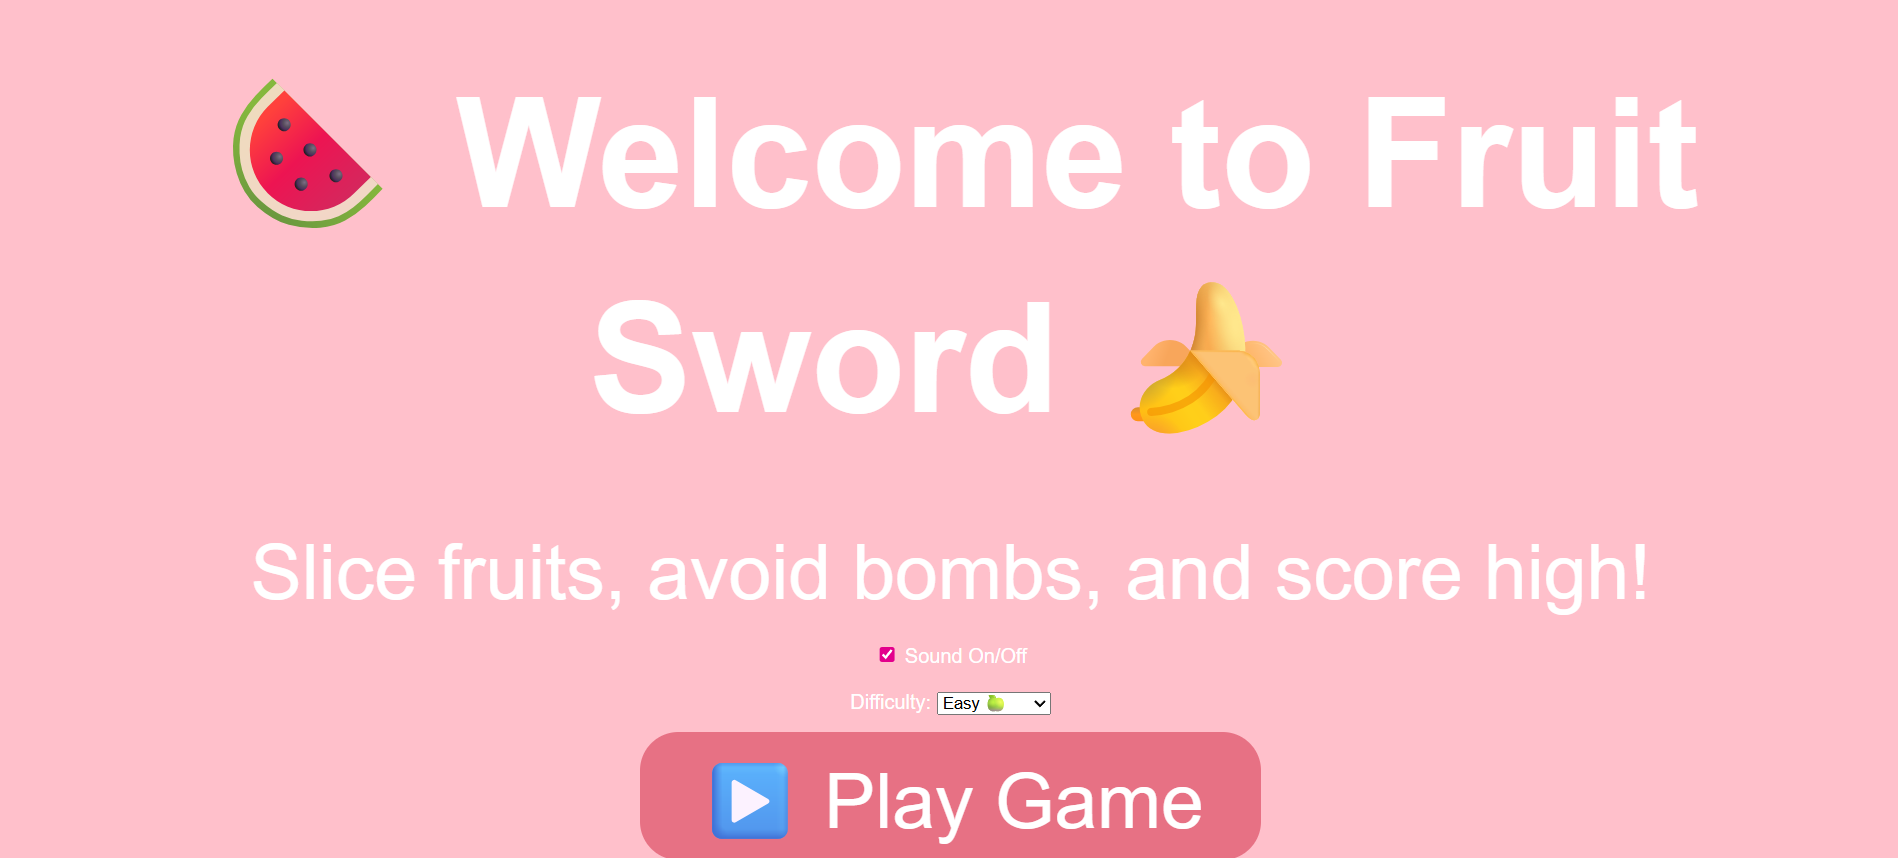 Welcome to Fruit
Sword
Slice fruits, avoid bombs, and score high!
Sound On/Off
Difficulty: Easy
Play Game